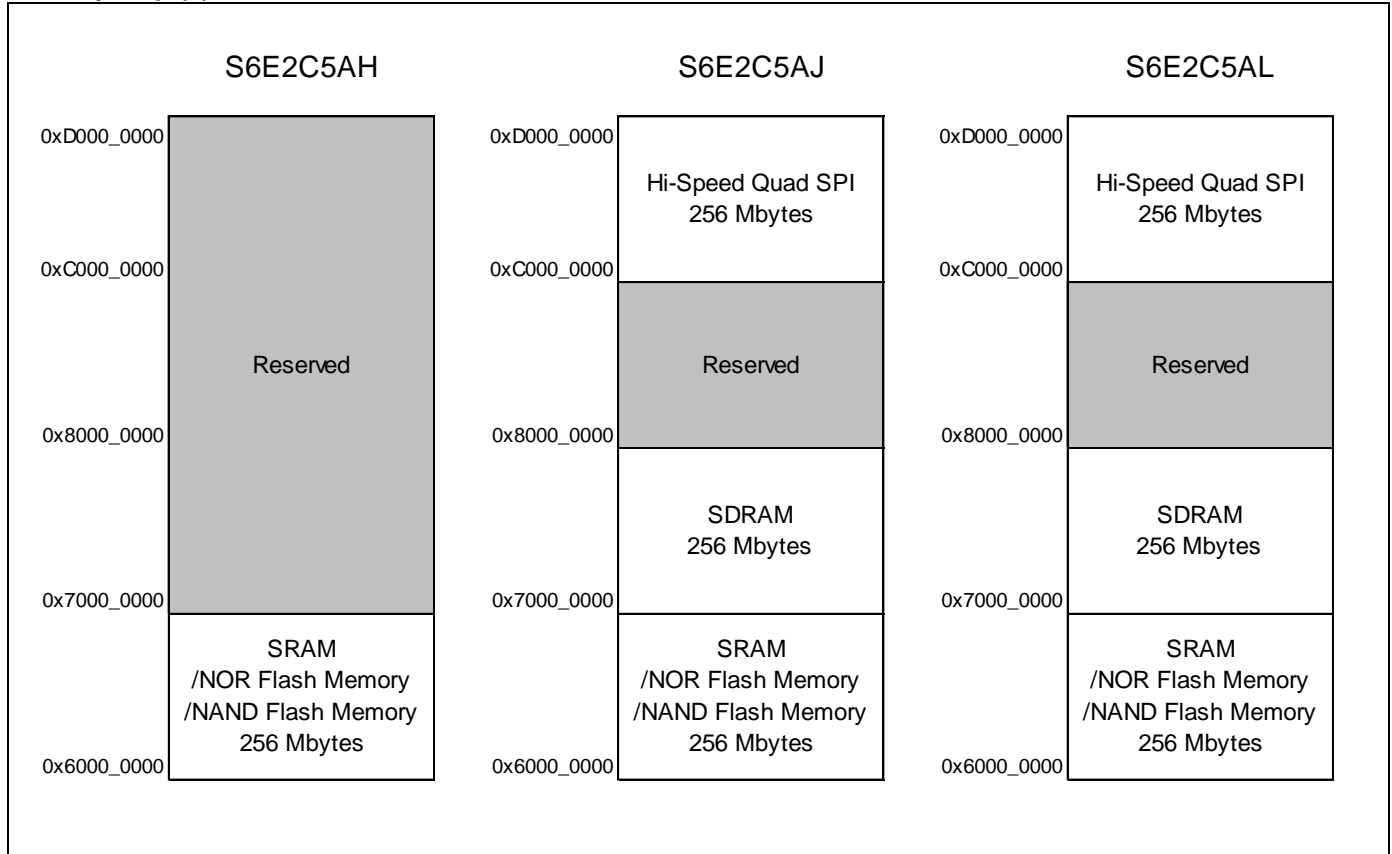 S6E2C5AH
S6E2C5AJ
S6E2C5AL
0xD000_0000
0xC000_0000
Reserved
0x8000_0000
0x7000_0000
SRAM
/NOR Flash Memory
/NAND Flash Memory
256 Mbytes
0x6000_0000
0xD000_0000
Hi-Speed Quad SPI
256 Mbytes
0xC000_0000
Reserved
0x8000_0000
SDRAM
256 Mbytes
0x7000_0000
SRAM
/NOR Flash Memory
/NAND Flash Memory
256 Mbytes
0x6000_0000
0xD000_0000
Hi-Speed Quad SPI
256 Mbytes
0xC000_0000
Reserved
0x8000_0000
SDRAM
256 Mbytes
0x7000_0000
SRAM
/NOR Flash Memory
/NAND Flash Memory
256 Mbytes
0x6000_0000